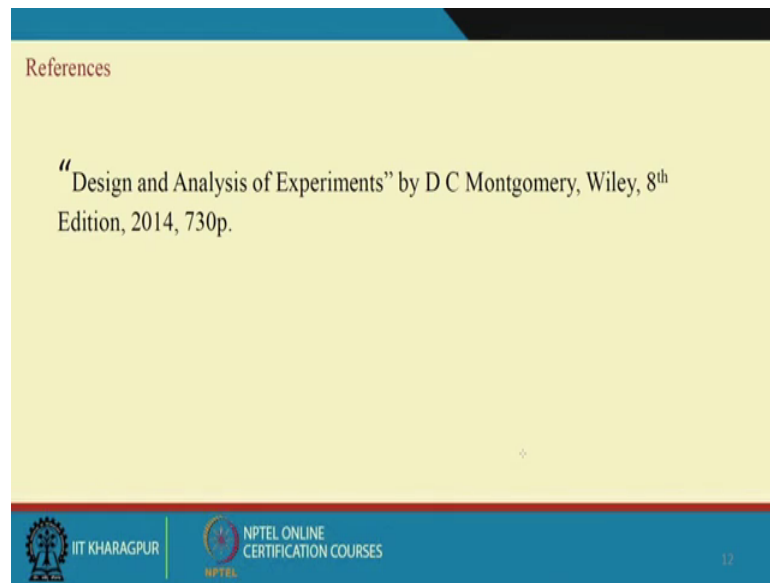 References
“Design and Analysis of Experiments” by D C Montgomery, Wiley, 8th
Edition, 2014, 730p.
IIT KHARAGPUR
NPTEL
NPTEL ONLINE
CERTIFICATION COURSES
12